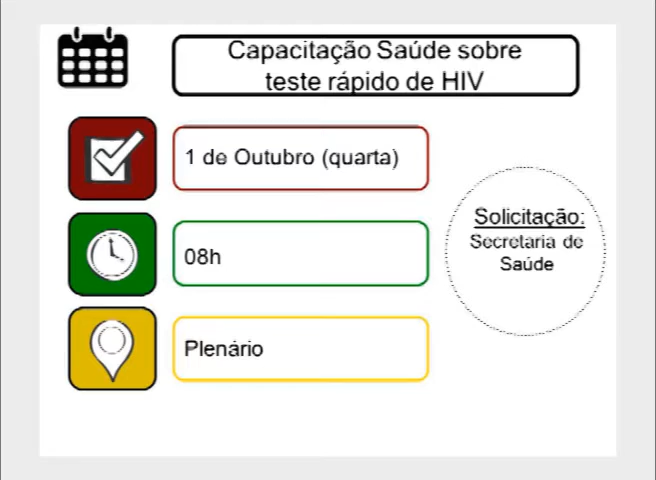 Capacitação Saúde sobre
teste rápido de HIV
1 de Outubro (quarta)
Solicitação:
Secretaria de
Saúde
08h
Plenário